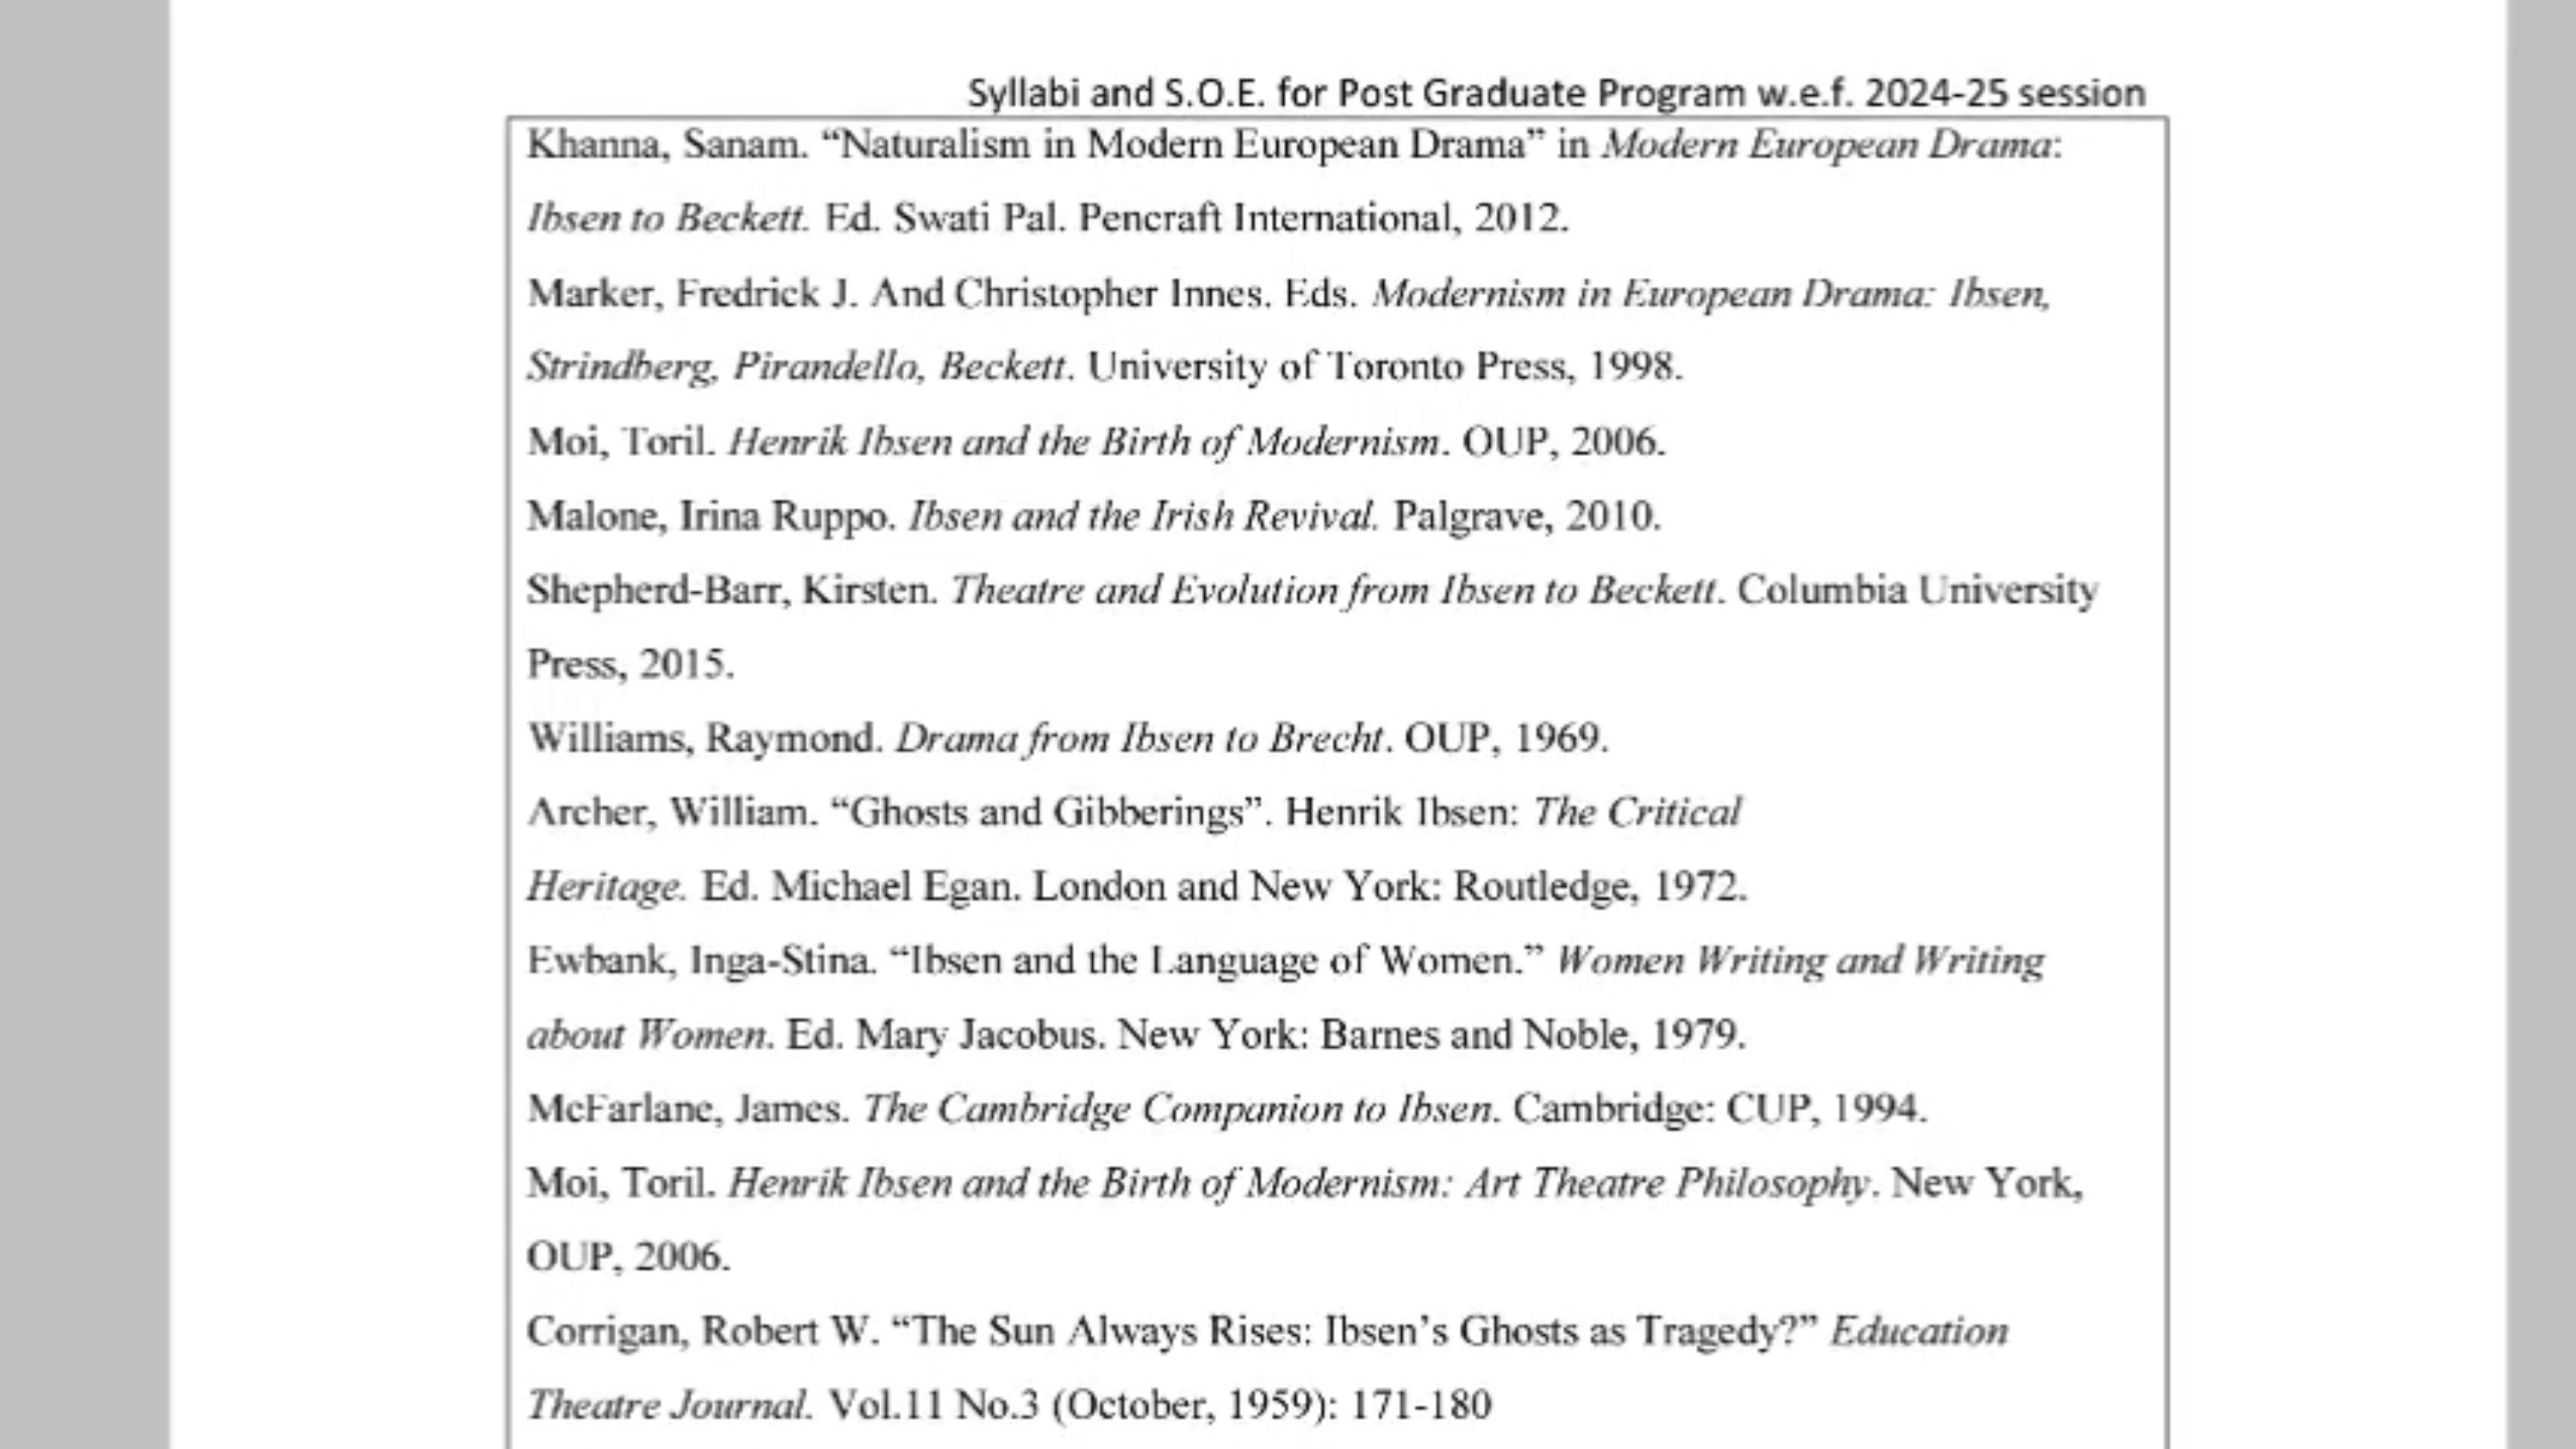 Syllabi and S.O.E. for Post Graduate Program w.e.f. 2024-25 session
Khanna, Sanam. “Naturalism in Modern European Drama” in Modern European Drama:
Ibsen to Beckett. Ed. Swati Pal. Pencraft International, 2012.
Marker, Fredrick J. And Christopher Innes. Eds. Modernism in European Drama: Ibsen,
Strindberg, Pirandello, Beckett. University of Toronto Press, 1998.
Moi, Toril. Henrik Ibsen and the Birth of Modernism. OUP, 2006.
Malone, Irina Ruppo. Ibsen and the Irish Revival. Palgrave, 2010.
Shepherd-Barr, Kirsten. Theatre and Evolution from Ibsen to Beckett. Columbia University
Press, 2015.
Williams, Raymond. Drama from Ibsen to Brecht. OUP, 1969.
Archer, William. “Ghosts and Gibberings”. Henrik Ibsen: The Critical
Heritage. Ed. Michael Egan. London and New York: Routledge, 1972.
Ewbank, Inga-Stina. “Ibsen and the Language of Women.” Women Writing and Writing
about Women. Ed. Mary Jacobus. New York: Barnes and Noble, 1979.
McFarlane, James. The Cambridge Companion to Ibsen. Cambridge: CUP, 1994.
Moi, Toril. Henrik Ibsen and the Birth of Modernism: Art Theatre Philosophy. New York,
OUP, 2006.
Corrigan, Robert W. “The Sun Always Rises: Ibsen’s Ghosts as Tragedy?” Education
Theatre Journal. Vol.11 No.3 (October, 1959): 171-180